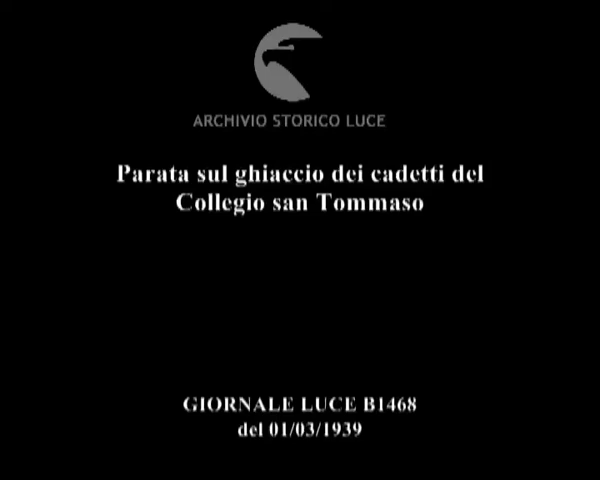 ARCHIVIO STORICO LUCE
Parata sul ghiaccio dei cadetti del
Collegio san Tommaso
GIORNALE LUCE B1468
del 01/03/1939